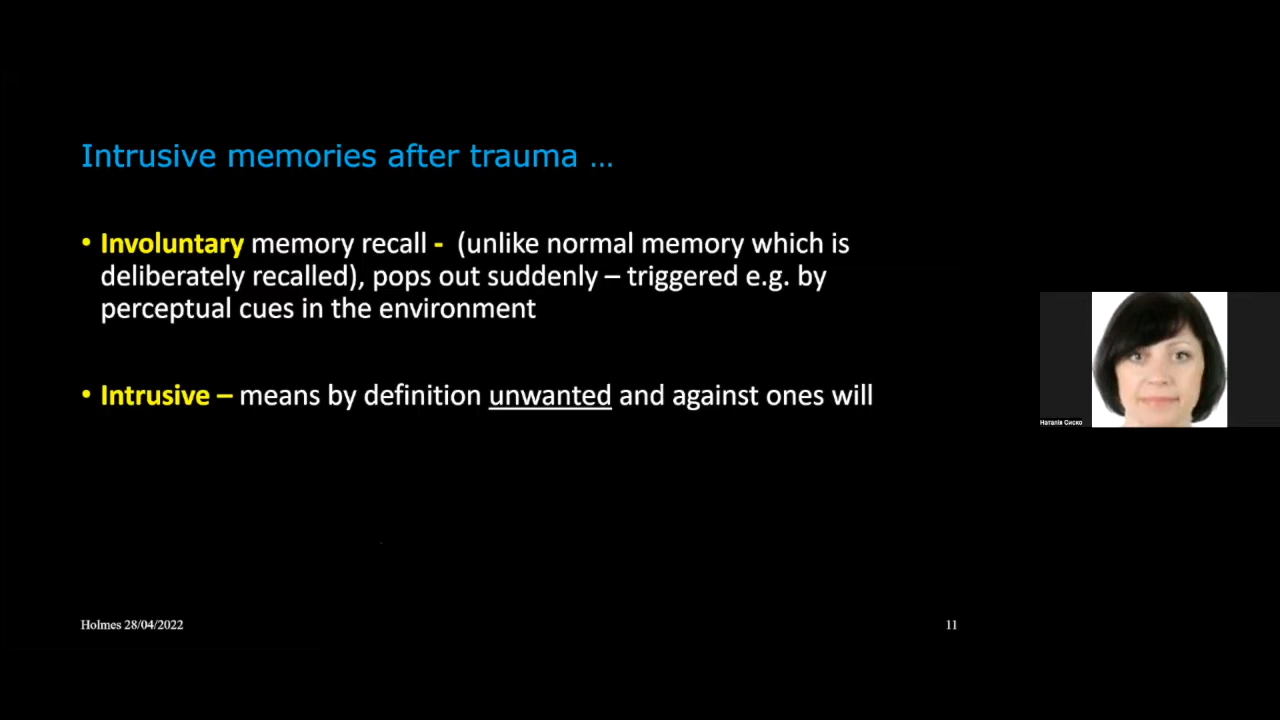 Intrusive memories after trauma ...
• Involuntary memory recall - (unlike normal memory which is
deliberately recalled), pops out suddenly – triggered e.g. by
perceptual cues in the environment
• Intrusive – means by definition unwanted and against ones will
Наталія Сиско
Holmes 28/04/2022
11